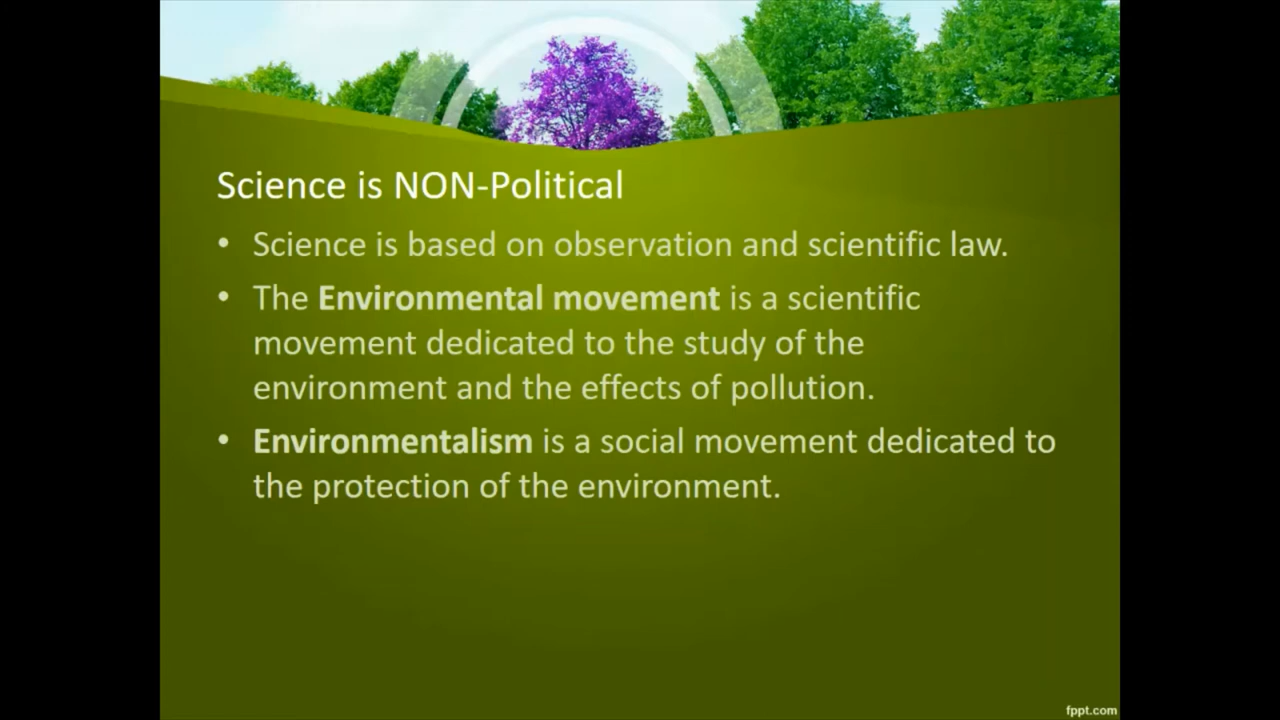 Science is NON-Political
• Science is based on observation and scientific law.
• The Environmental movement is a scientific
movement dedicated to the study of the
environment and the effects of pollution.
• Environmentalism is a social movement dedicated to
the protection of the environment.
fppt.com